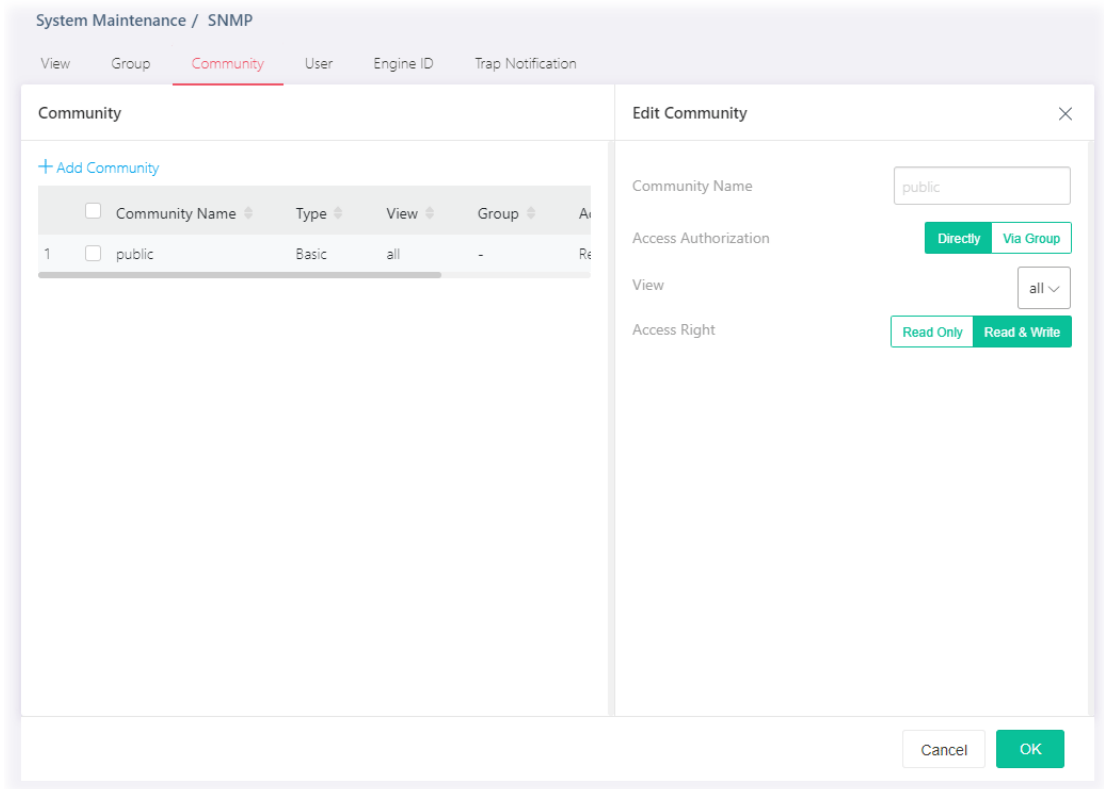 System Maintenance / SNMP
View Group Community User Engine ID Trap Notification
Community
+ Add Community
Community Name Type View Group A
1 public Basic all - Re
Edit Community
Community Name public
Access Authorization Directly Via Group
View all
Access Right Read Only Read & Write
Cancel OK